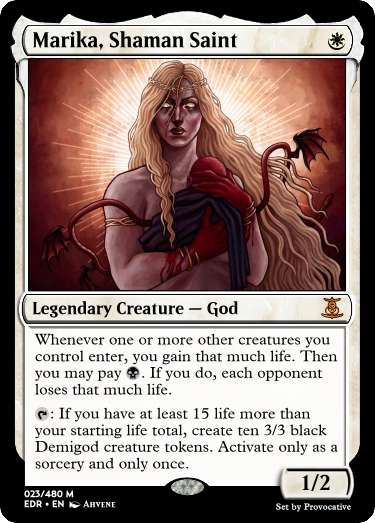 Marika, Shaman Saint
Legendary Creature — God
Whenever one or more other creatures you
control enter, you gain that much life. Then
you may pay . If you do, each opponent
loses that much life.
: If you have at least 15 life more than
your starting life total, create ten 3/3 black
Demigod creature tokens. Activate only as a
sorcery and only once.
1/2
023/480 M
EDR • EN Ahvene
Set by Provocative